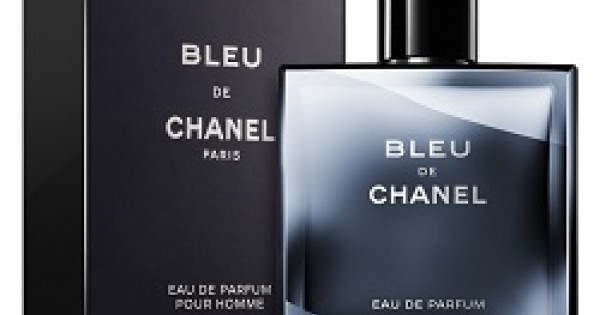 BLEU
DE
CHANEL
PARIS
EAU DE PARFUM
POUR HOMME
BLEU
DE
CHANEL
EAU DE PARFUM